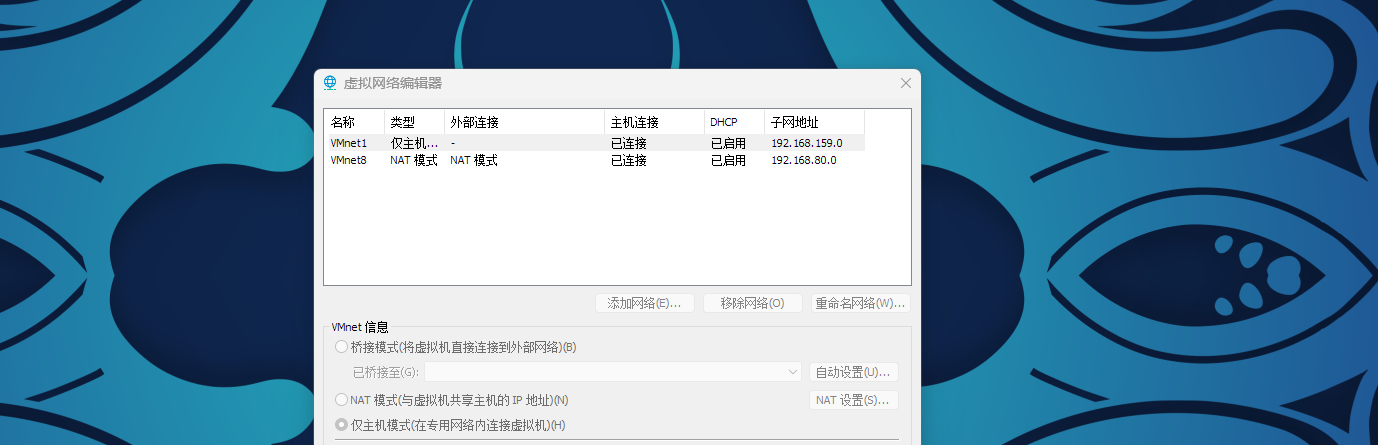 虚拟网络编辑器
名称 类型 外部连接 主机连接 DHCP 子网地址
VMnet1 仅主机... - 已连接 已启用 192.168.159.0
VMnet8 NAT 模式 NAT 模式 已连接 已启用 192.168.80.0
添加网络(E)... 移除网络(O) 重命名网络(W)...
VMnet 信息
桥接模式(将虚拟机直接连接到外部网络)(B)
已桥接至(G): 自动设置(U)...
NAT 模式(与虚拟机共享主机的 IP 地址)(N) NAT 设置(S)...
仅主机模式(在专用网络内连接虚拟机)(H)